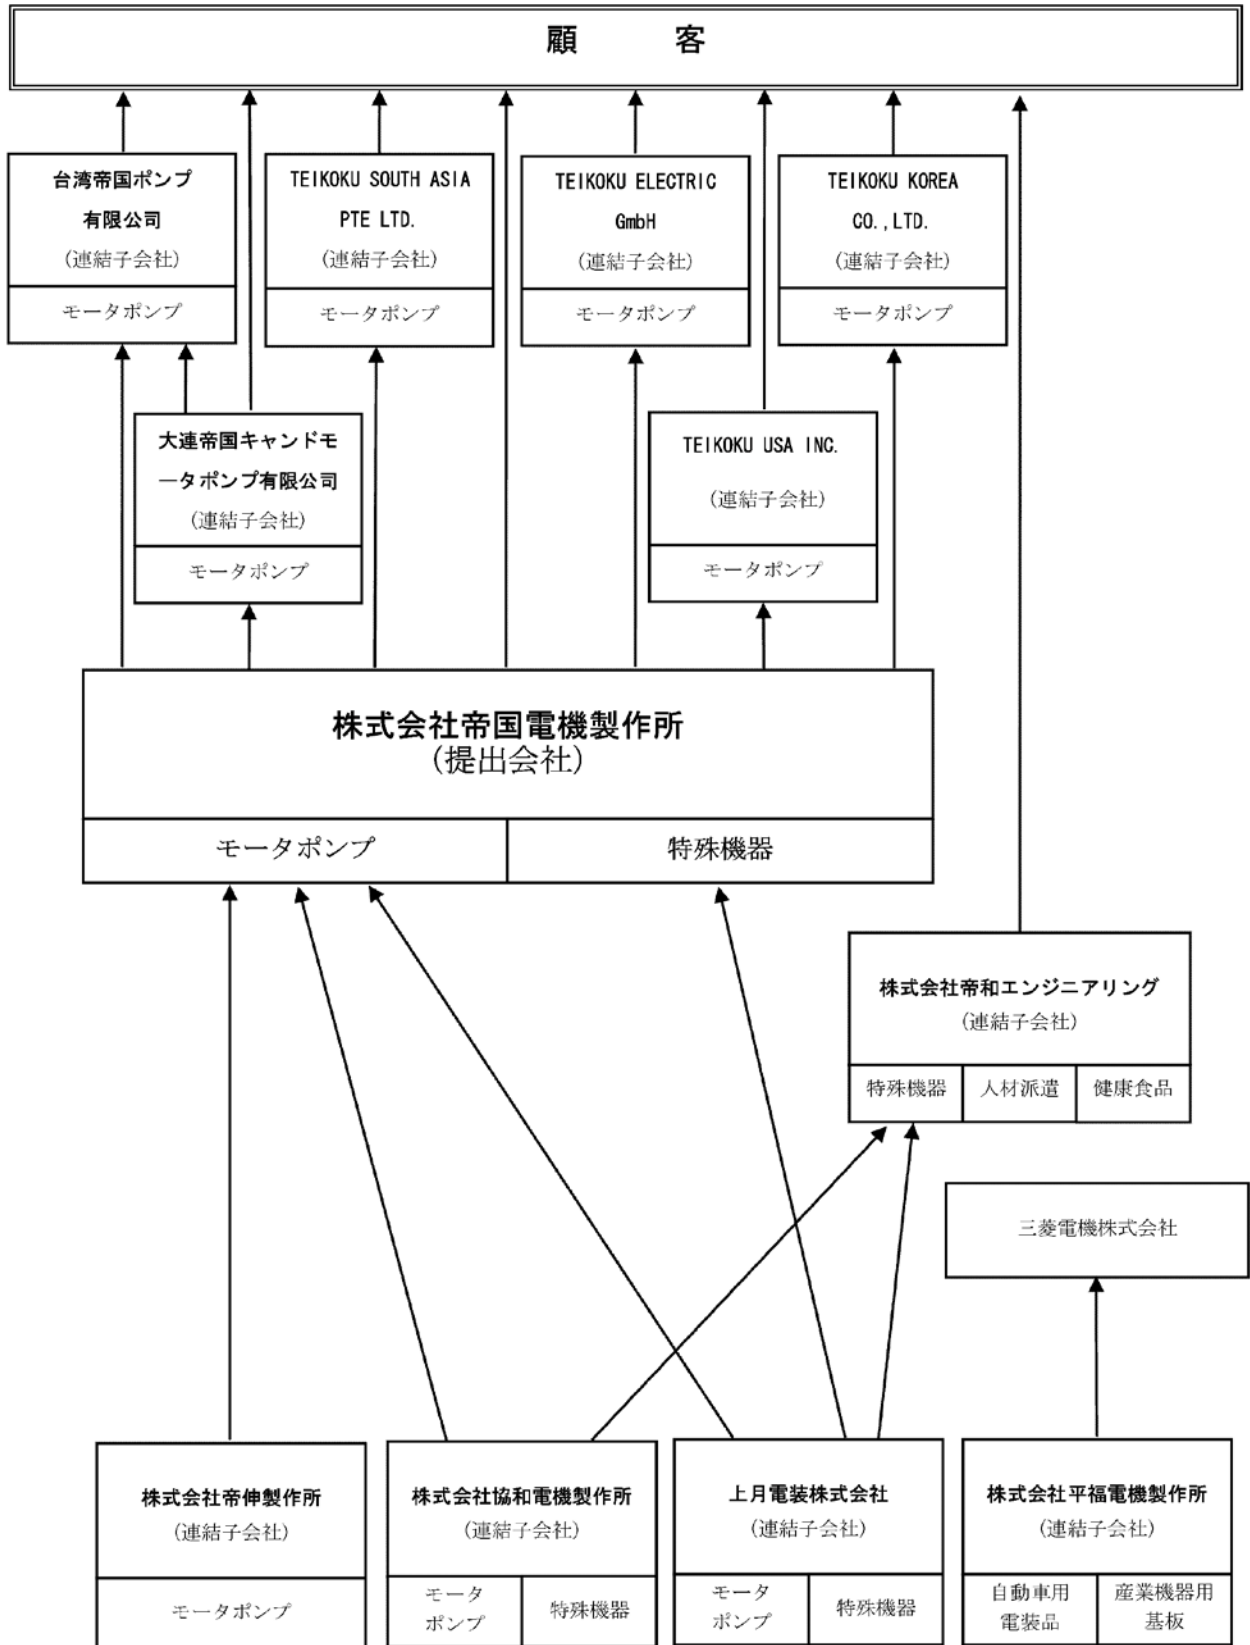 顧　　　客
台湾帝国ポンプ
有限公司
(連結子会社)
モータポンプ
TEIKOKU SOUTH ASIA
PTE LTD.
(連結子会社)
モータポンプ
TEIKOKU ELECTRIC
GmbH
(連結子会社)
モータポンプ
TEIKOKU KOREA
CO.,LTD.
(連結子会社)
モータポンプ
大連帝国キャンドモ
ータポンプ有限公司
(連結子会社)
モータポンプ
TEIKOKU USA INC.
(連結子会社)
モータポンプ
株式会社帝国電機製作所
(提出会社)
モータポンプ
特殊機器
株式会社帝和エンジニアリング
(連結子会社)
特殊機器
人材派遣
健康食品
三菱電機株式会社
株式会社帝伸製作所
(連結子会社)
モータポンプ
株式会社協和電機製作所
(連結子会社)
モータ
ポンプ
特殊機器
上月電装株式会社
(連結子会社)
モータ
ポンプ
特殊機器
株式会社平福電機製作所
(連結子会社)
自動車用
電装品
産業機器用
基板